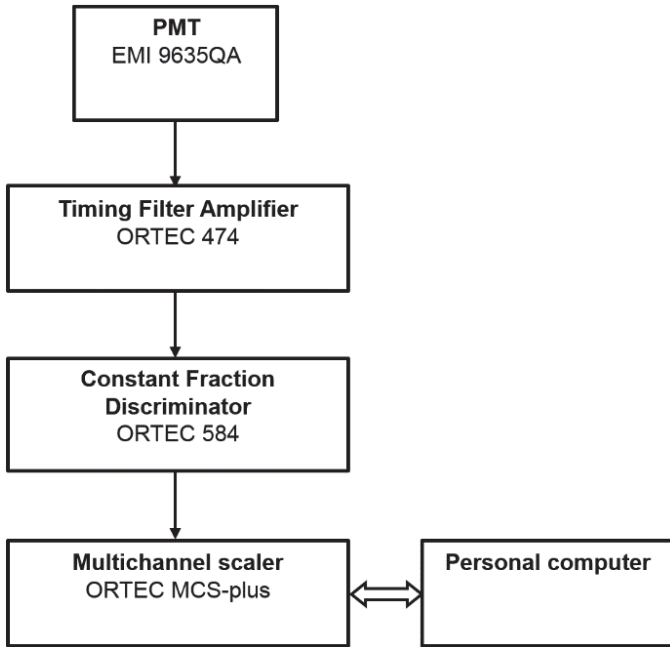 PMT
EMI 9635QA
Timing Filter Amplifier
ORTEC 474
Constant Fraction
Discriminator
ORTEC 584
Multichannel scaler
ORTEC MCS-plus
Personal computer